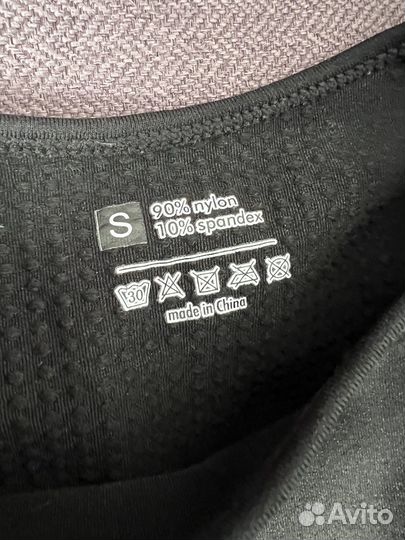 S
90% nylon
10% spandex
30
made in China
Avito